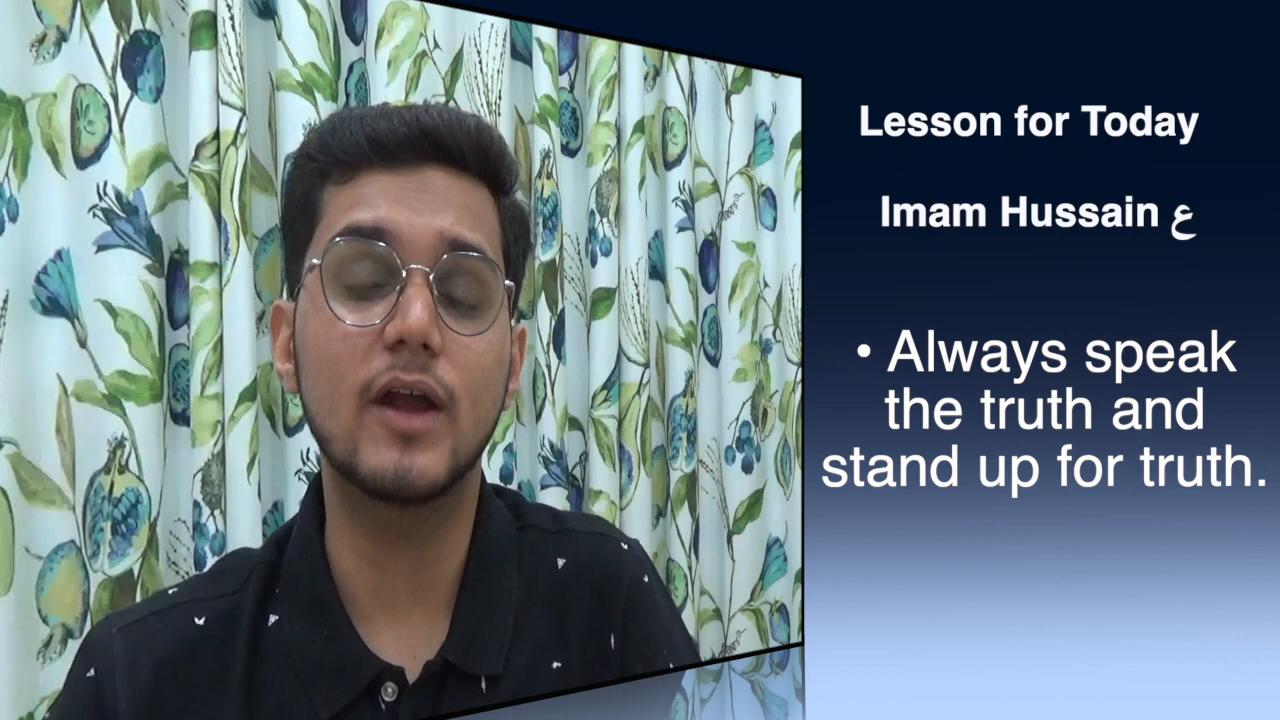 Lesson for Today
Imam Hussain ع
• Always speak
the truth and
stand up for truth.